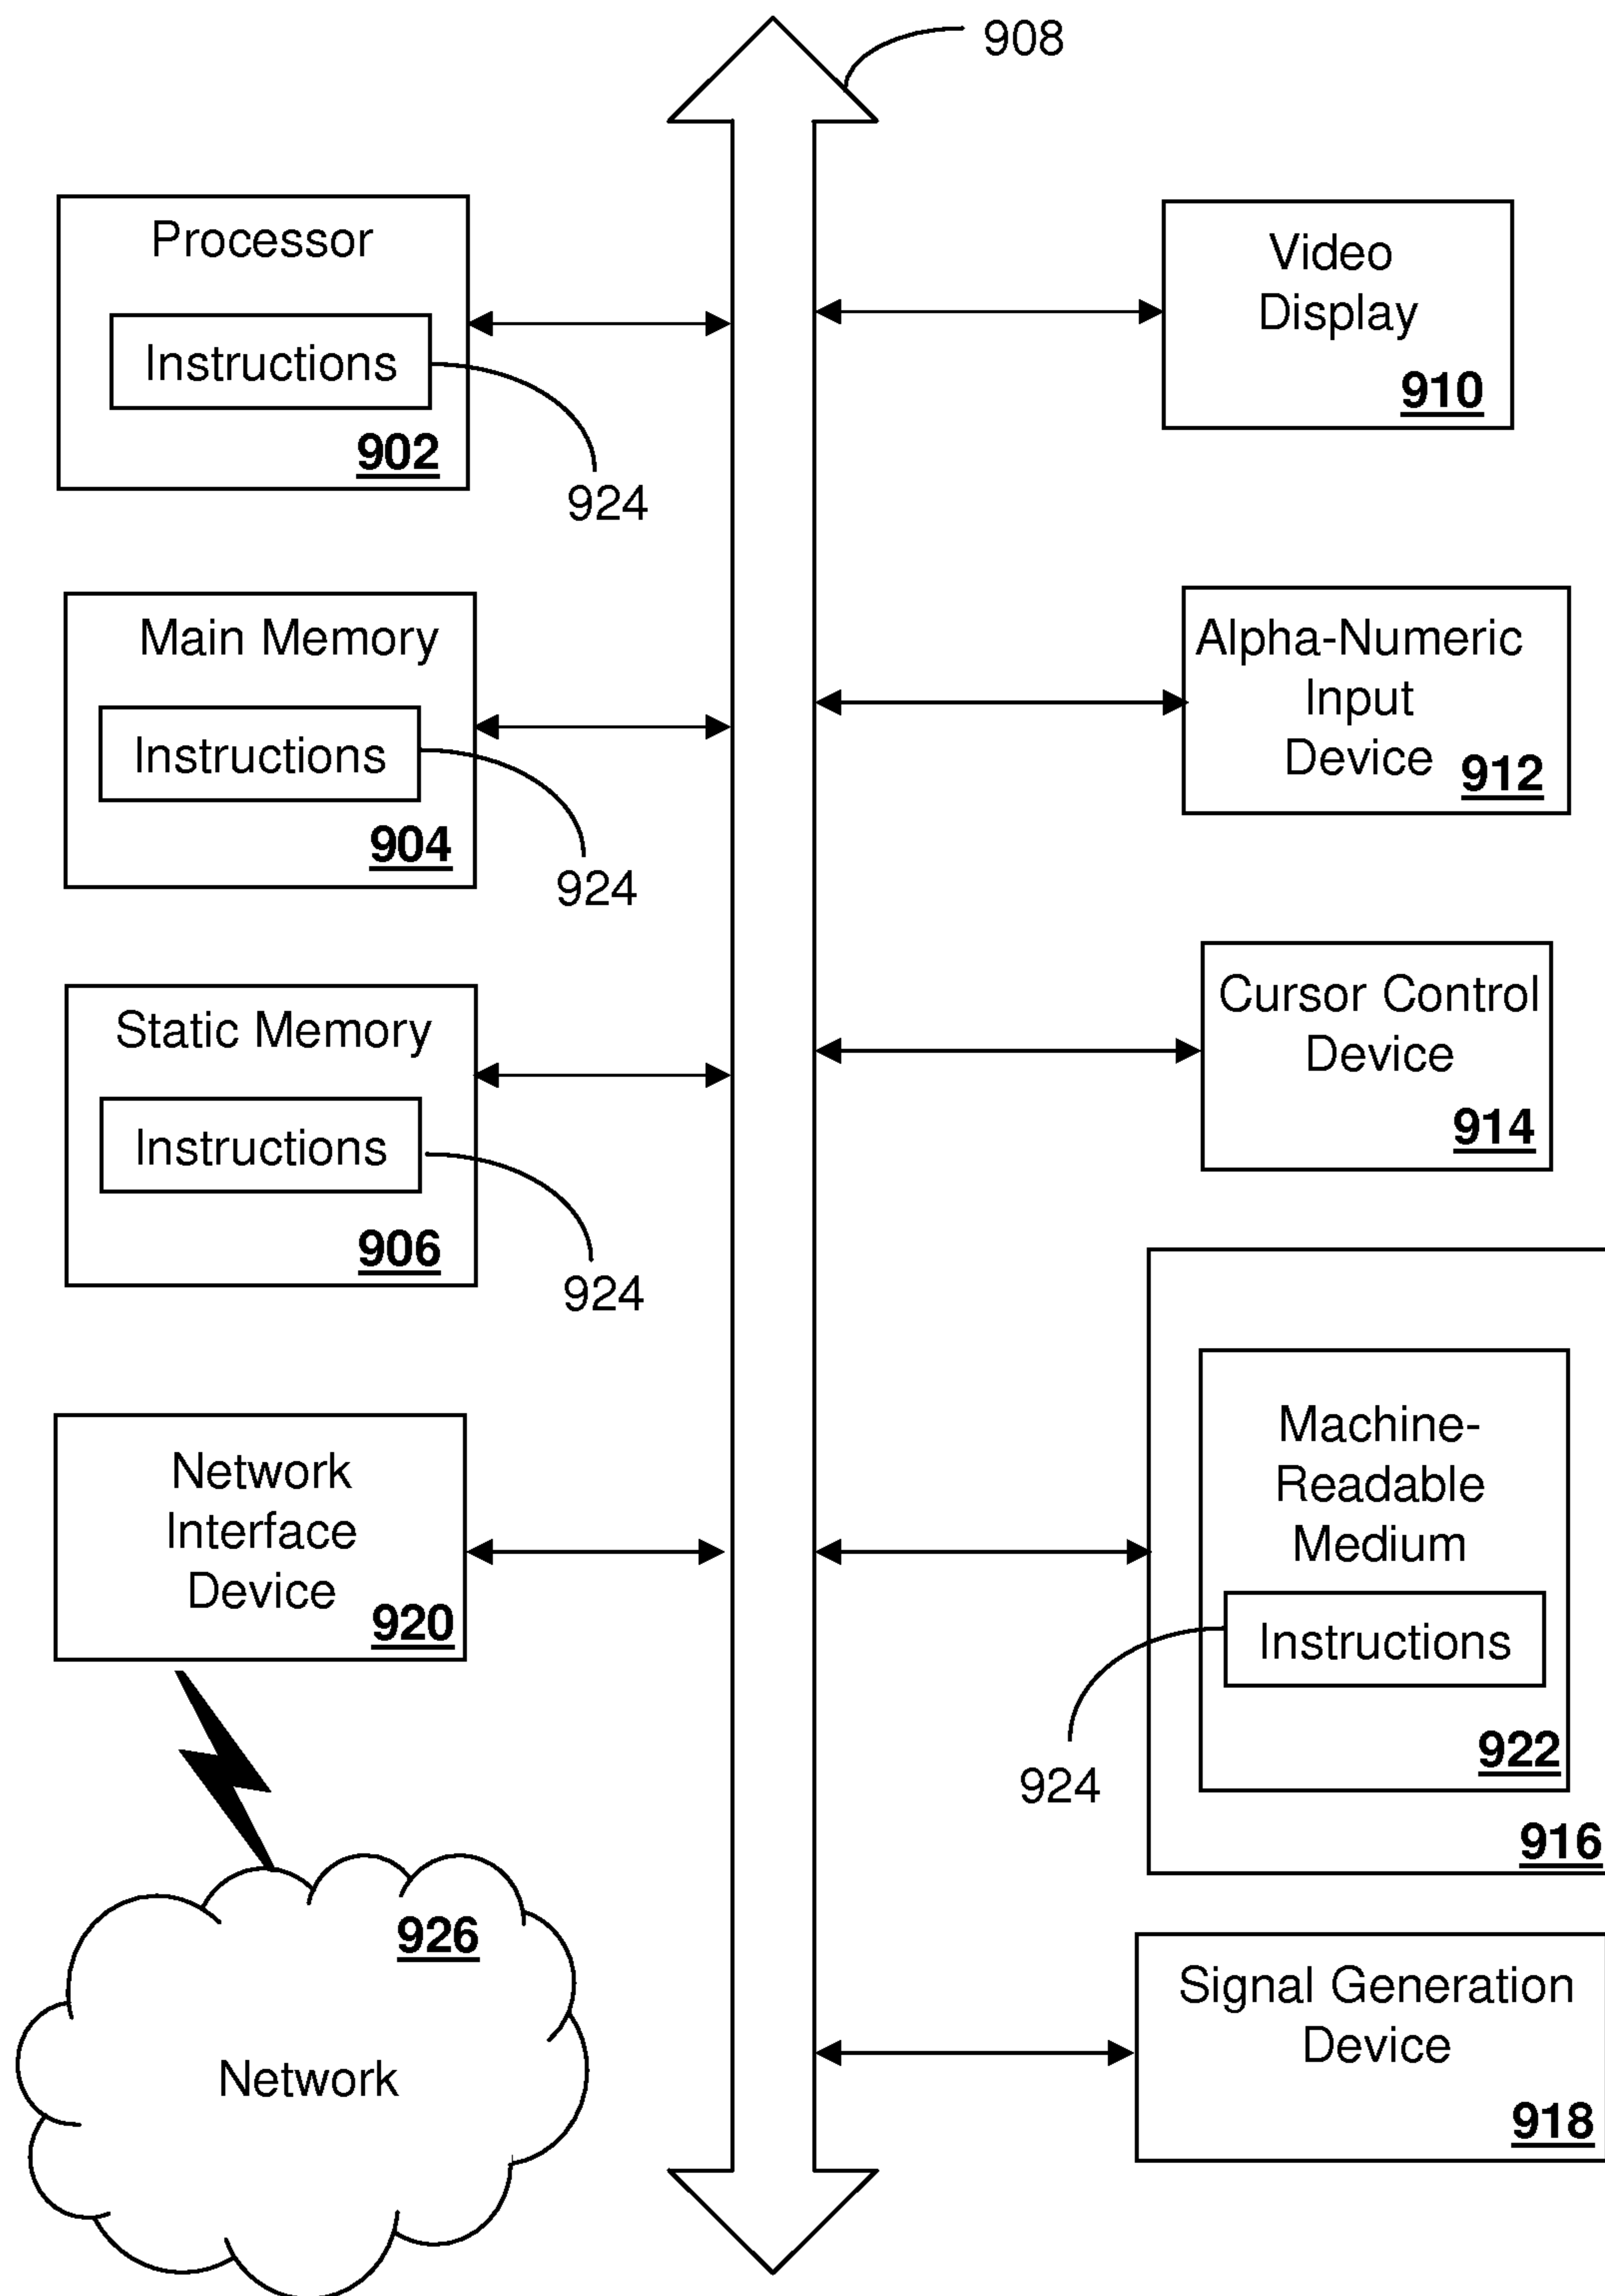 908
Processor
Instructions
902
924
Main Memory
Instructions
904
924
Static Memory
Instructions
906
924
Network
Interface
Device
920
926
Network
Video
Display
910
Alpha-Numeric
Input
Device
912
Cursor Control
Device
914
Machine-
Readable
Medium
Instructions
922
924
916
Signal Generation
Device
918